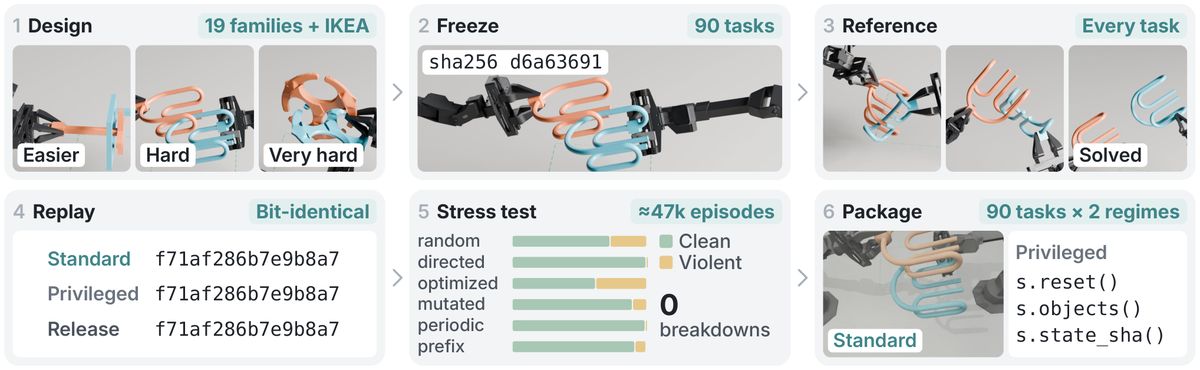 1 Design 19 families + IKEA
Easier
Hard
Very hard
2 Freeze 90 tasks
sha256 d6a63691
3 Reference Every task
Solved
4 Replay Bit-identical
Standard f71af286b7e9b8a7
Privileged f71af286b7e9b8a7
Release f71af286b7e9b8a7
5 Stress test ≈47k episodes
random
directed
optimized
mutated
periodic
prefix
Clean
Violent
0
breakdowns
6 Package 90 tasks × 2 regimes
Standard
Privileged
s.reset()
s.objects()
s.state_sha()